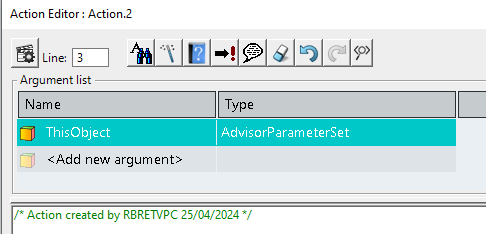 Action Editor : Action.2
Line: 3
Argument list
Name Type
ThisObject AdvisorParameterSet
<Add new argument>
/* Action created by RBRETVPC 25/04/2024 */